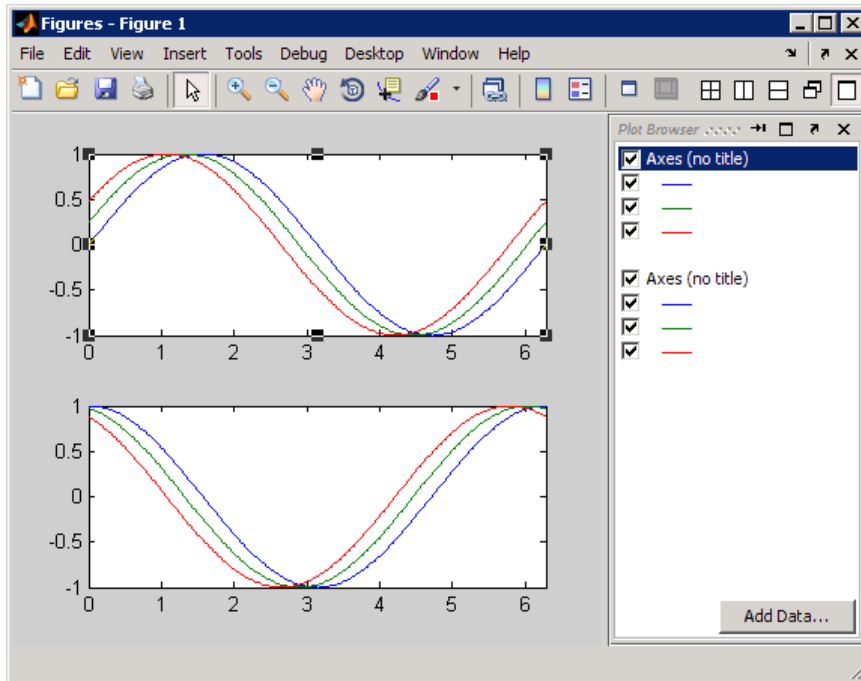 Figures - Figure 1
File Edit View Insert Tools Debug Desktop Window Help
Plot Browser
Axes (no title)
Axes (no title)
1
0.5
0
-0.5
-1
0 1 2 3 4 5 6
1
0.5
0
-0.5
-1
0 1 2 3 4 5 6
Add Data...